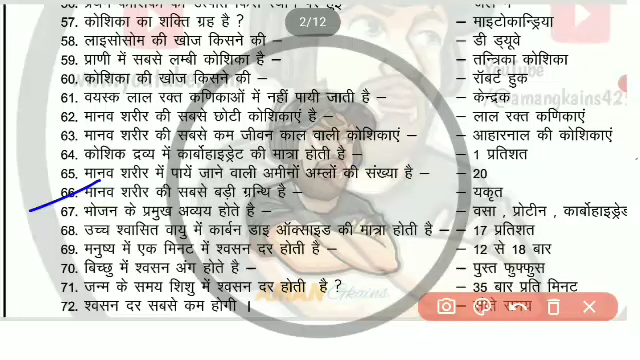 2/12
57. कोशिका का शक्ति ग्रह है ? – माइटोकान्ड्रिया
58. लाइसोसोम की खोज किसने की – – डी ड्यूवे
59. प्राणी में सबसे लम्बी कोशिका है – – तन्त्रिका कोशिका
60. कोशिका की खोज किसने की – – रॉबर्ट हुक
61. वयस्क लाल रक्त कणिकाओं में नहीं पायी जाती है – – केन्द्रक
62. मानव शरीर की सबसे छोटी कोशिकाएं है – – लाल रक्त कणिकाएं
63. मानव शरीर की सबसे कम जीवन काल वाली कोशिकाएं – – आहारनाल की कोशिकाएं
64. कोशिक द्रव्य में कार्बोहाइड्रेट की मात्रा होती है – – 1 प्रतिशत
65. मानव शरीर में पायें जाने वाली अमीनों अम्लों की संख्या है – – 20
66. मानव शरीर की सबसे बड़ी ग्रन्थि है – – यकृत
67. भोजन के प्रमुख अव्यय होते है – – वसा , प्रोटीन , कार्बोहाइड्रे
68. उच्च श्वासित वायु में कार्बन डाइ ऑक्साइड की मात्रा होती है – – 17 प्रतिशत
69. मनुष्य में एक मिनट में श्वसन दर होती है – – 12 से 18 बार
70. बिच्छु में श्वसन अंग होते है – – पुस्त फुफ्फुस
71. जन्म के समय शिशु में श्वसन दर होती है ? – 35 बार प्रति मिनट
72. श्वसन दर सबसे कम होगी । –